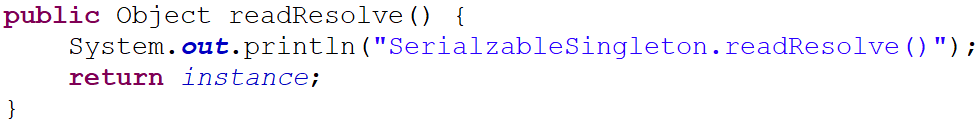 public Object readResolve() {
    System.out.println("SerialzableSingleton.readResolve()");
    return instance;
}